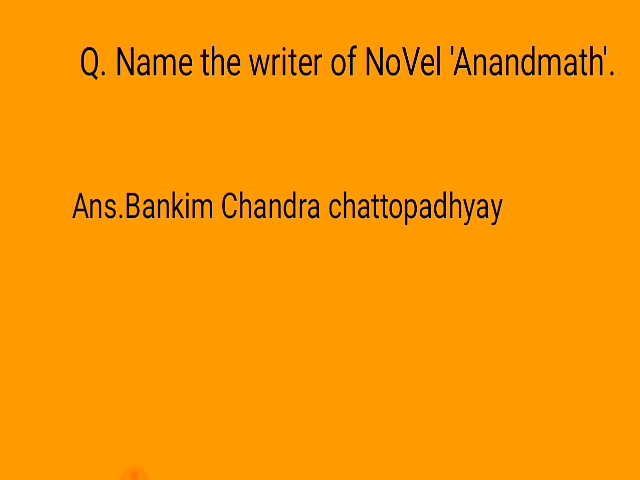 Q. Name the writer of NoVel 'Anandmath'.
Ans.Bankim Chandra chattopadhyay